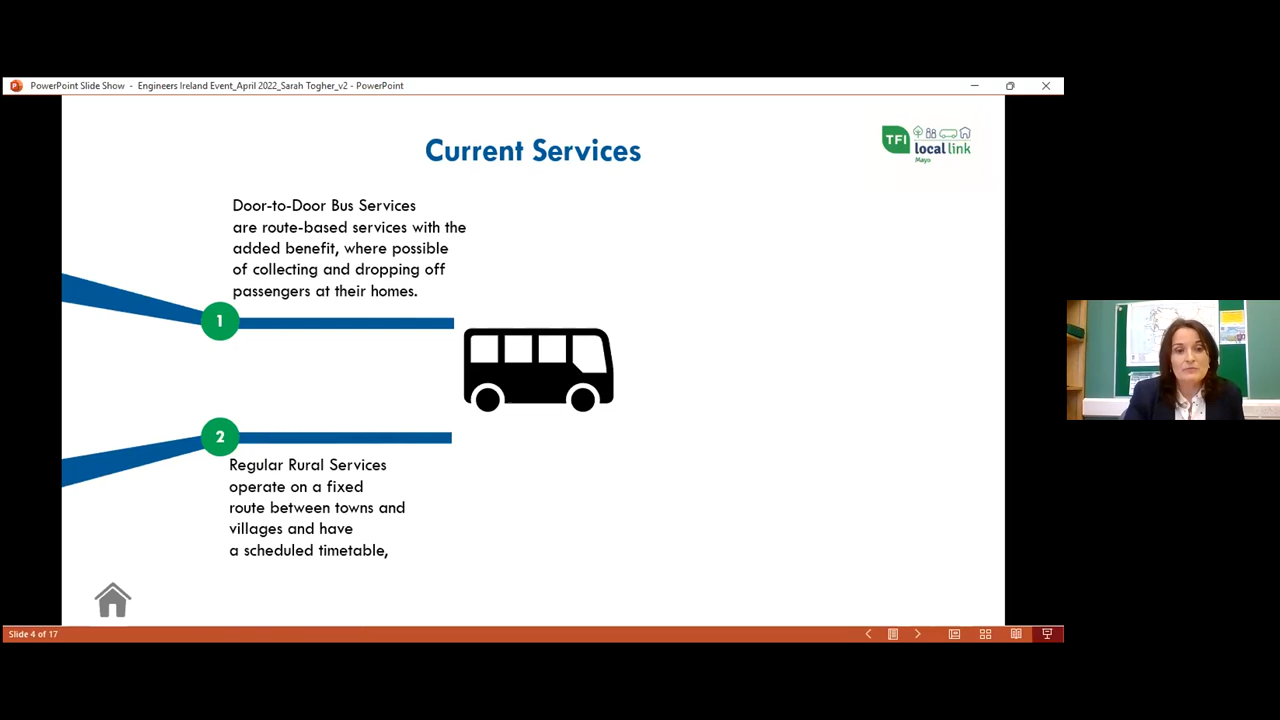 PowerPoint Slide Show - Engineers Ireland Event_April 2022_Sarah Togher_v2 - PowerPoint
Current Services
TFI
local link
Mayo
Door-to-Door Bus Services
are route-based services with the
added benefit, where possible
of collecting and dropping off
passengers at their homes.
1
2
Regular Rural Services
operate on a fixed
route between towns and
villages and have
a scheduled timetable,
Slide 4 of 17